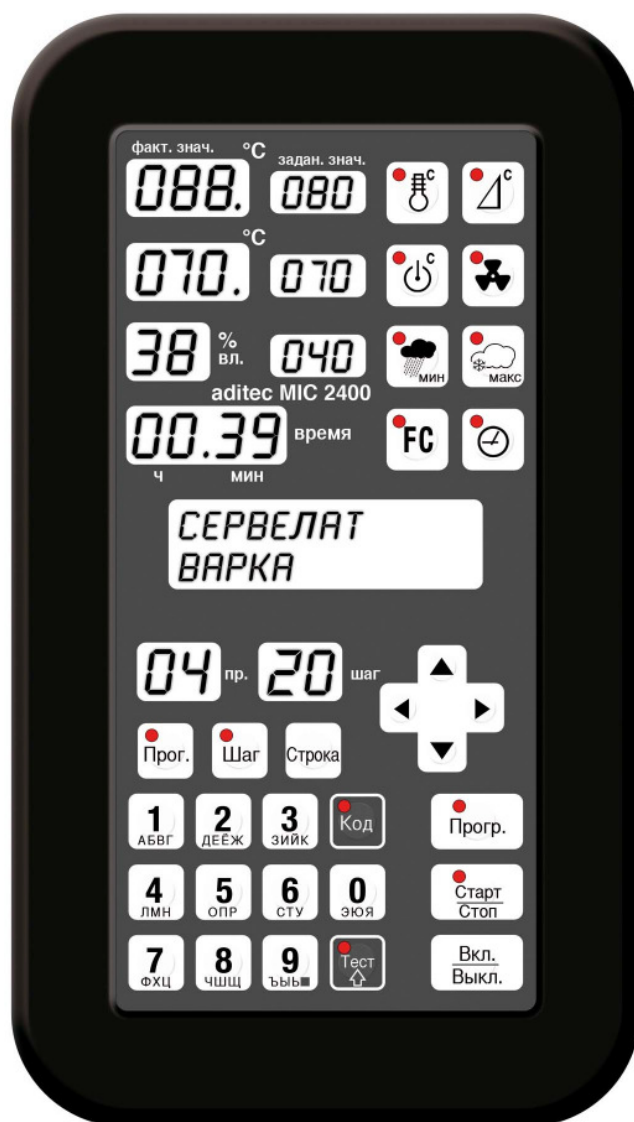 факт. знач. °C задан. знач.
088. 080 °C °C
°C
070. 070 °C
38 % вл. 040 мин макс
aditec MIC 2400
00.39 время FC
ч мин
СЕРВЕЛАТ
ВАРКА
04 пр. 20 шаг
Прог. Шаг Строка
1 2 3 Код Прогр.
АБВГ ДЕЁЖ ЗИЙК
4 5 6 0 Старт
ЛМН ОПР СТУ ЭЮЯ Стоп
7 8 9 Тест Вкл.
ФХЦ ЧШЩ ЪЫЬ■ Выкл.